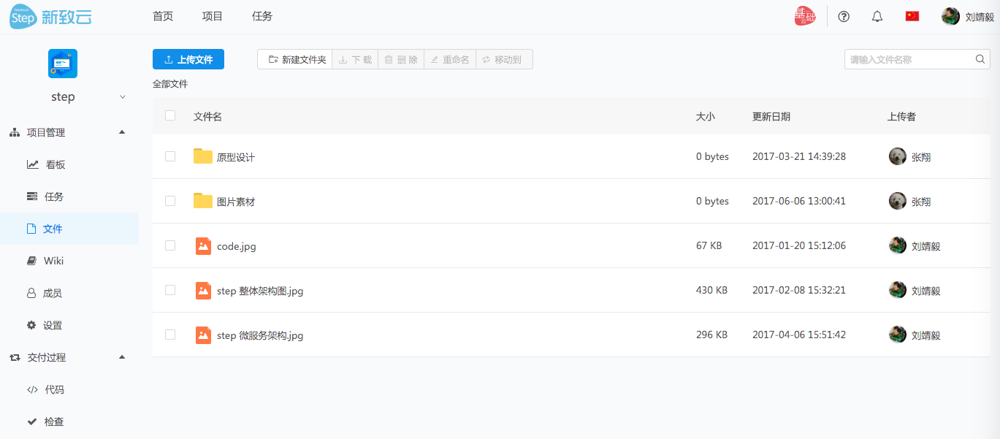 Step 新致云 首页 项目 任务 基础云 刘靖毅
上传文件 新建文件夹 下载 删除 重命名 移动到 请输入文件名称
全部文件
step
文件名 大小 更新日期 上传者
项目管理
原型设计 0 bytes 2017-03-21 14:39:28 张翔
看板
任务
图片素材 0 bytes 2017-06-06 13:00:41 张翔
文件
code.jpg 67 KB 2017-01-20 15:12:06 刘靖毅
Wiki
成员
step 整体架构图.jpg 430 KB 2017-02-08 15:32:21 刘靖毅
设置
step 微服务架构.jpg 296 KB 2017-04-06 15:51:42 刘靖毅
交付过程
代码
检查